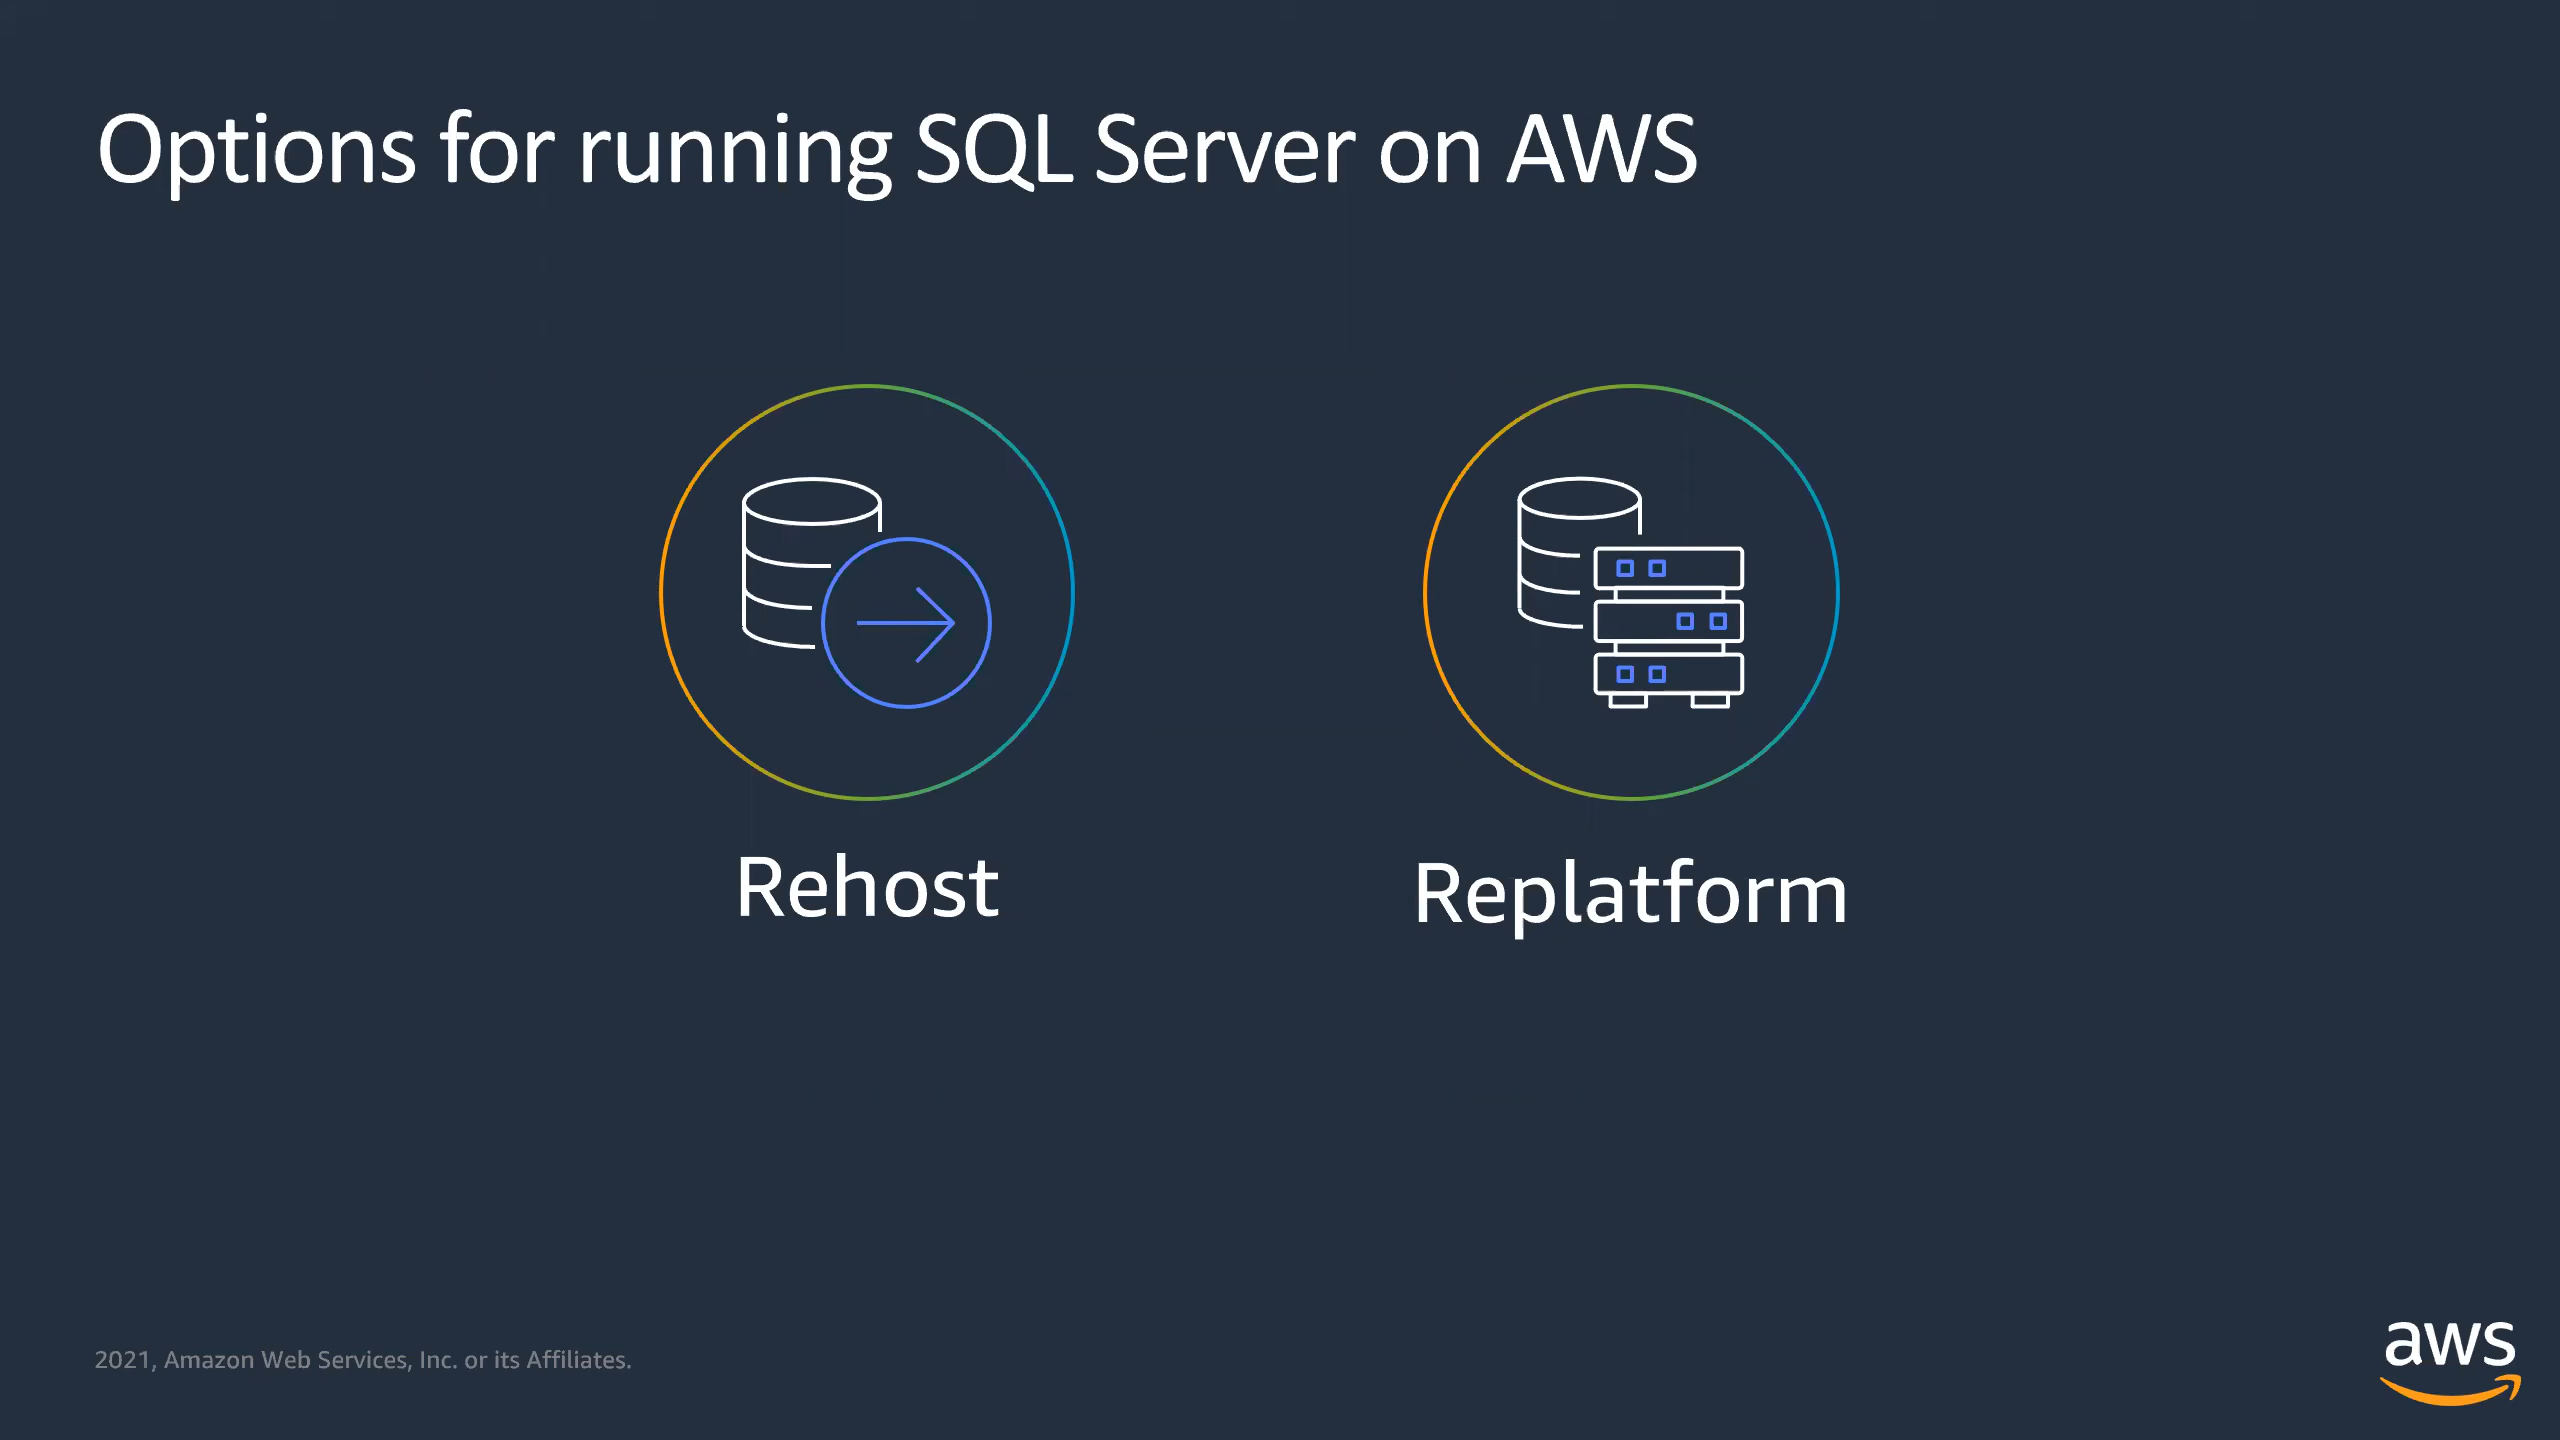 Options for running SQL Server on AWS
Rehost
Replatform
2021, Amazon Web Services, Inc. or its Affiliates.
aws